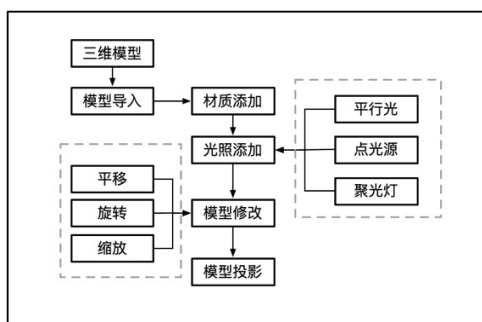 三维模型
模型导入
材质添加
平行光
光照添加
点光源
平移
聚光灯
旋转
模型修改
缩放
模型投影